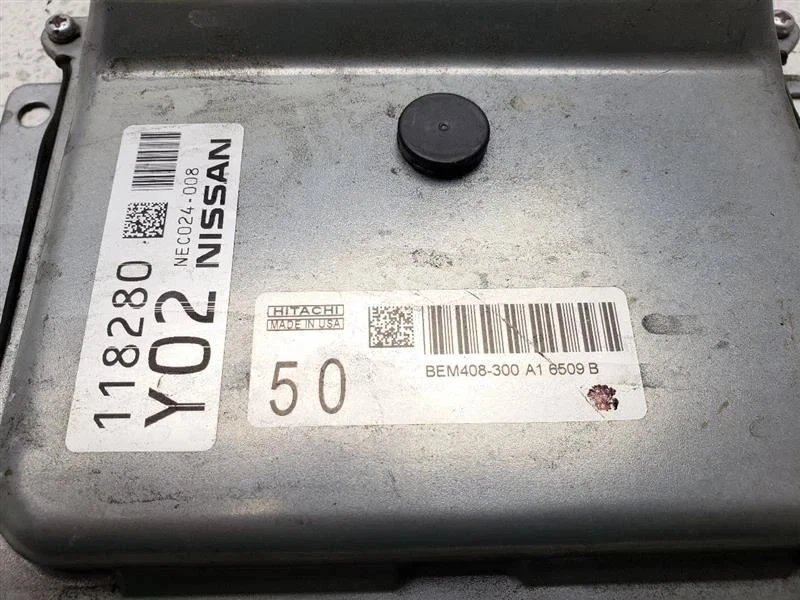 NEC024-008
NISSAN
118280
Y02
HITACHI
MADE IN USA
50
BEM408-300 A1 6509 B